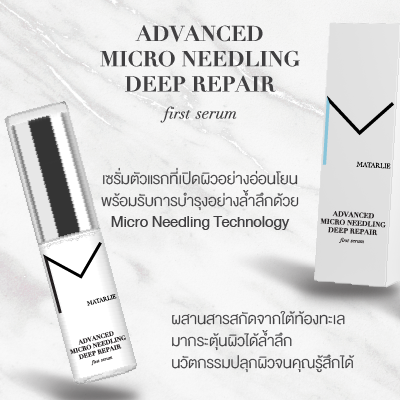 ADVANCED
MICRO NEEDLING
DEEP REPAIR
first serum
เซรั่มตัวแรกที่เปิดผิวอย่างอ่อนโยน
พร้อมรับการบำรุงอย่างล้ำลึกด้วย
Micro Needling Technology
MATARLIE
ADVANCED
MICRO NEEDLING
DEEP REPAIR
first serum
MATARLIE
ADVANCED
MICRO NEEDLING
DEEP REPAIR
first serum
ผสานสารสกัดจากใต้ท้องทะเล
มากระตุ้นผิวได้ล้ำลึก
นวัตกรรมปลุกผิวจนคุณรู้สึกได้